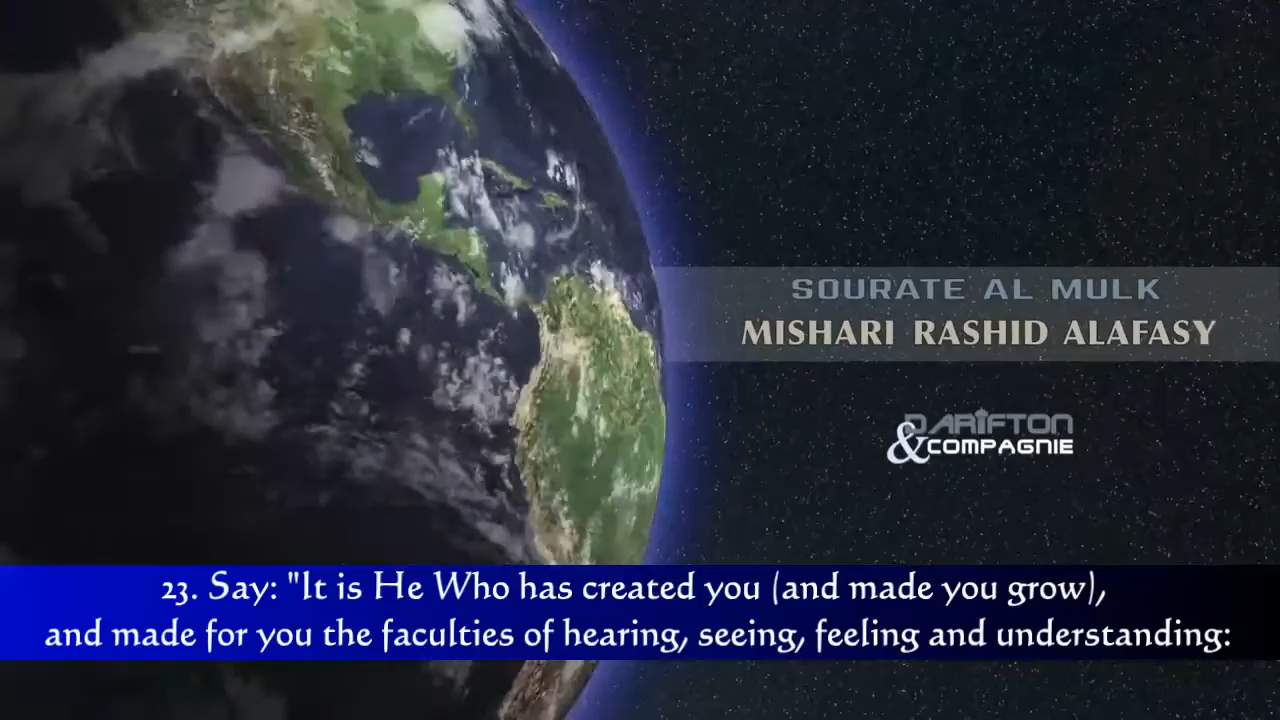 SOURATE AL MULK
MISHARI RASHID ALAFASY
DARIFTON
&COMPAGNIE
23. Say: "It is He Who has created you (and made you grow),
and made for you the faculties of hearing, seeing, feeling and understanding: